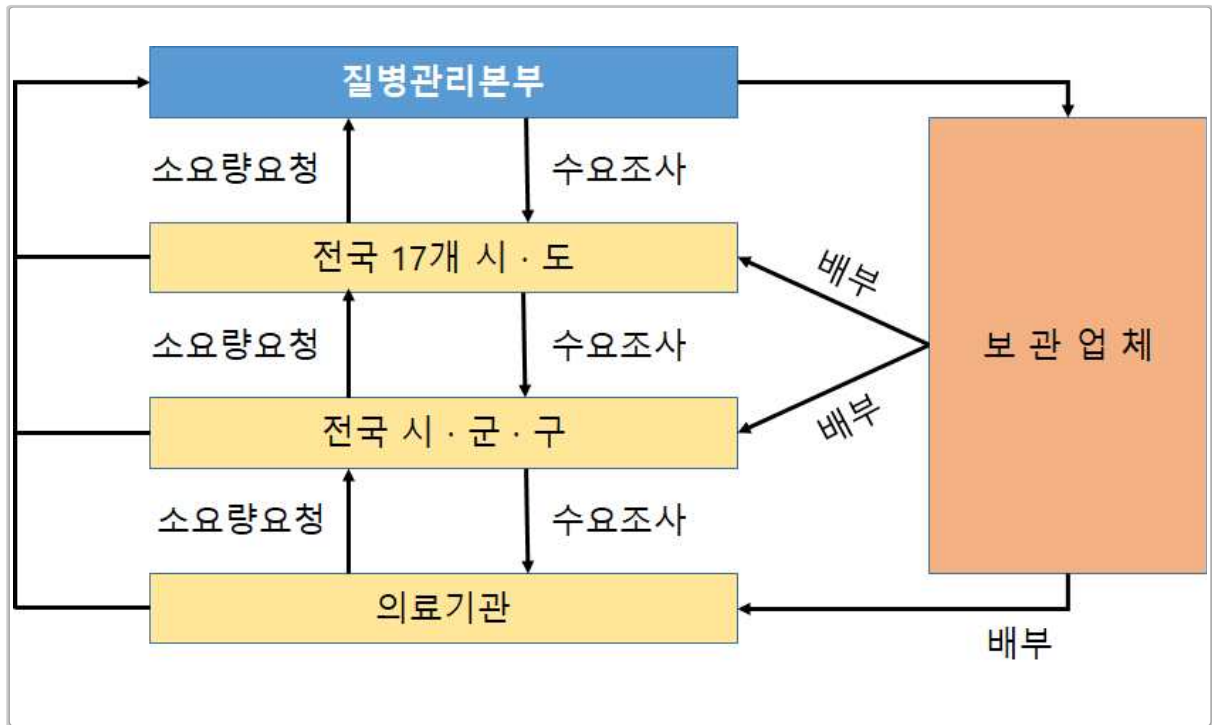 질병관리본부
소요량요청
수요조사
전국 17개 시 · 도
배부
소요량요청
수요조사
보 관 업 체
배부
전국 시 · 군 · 구
소요량요청
수요조사
의료기관
배부